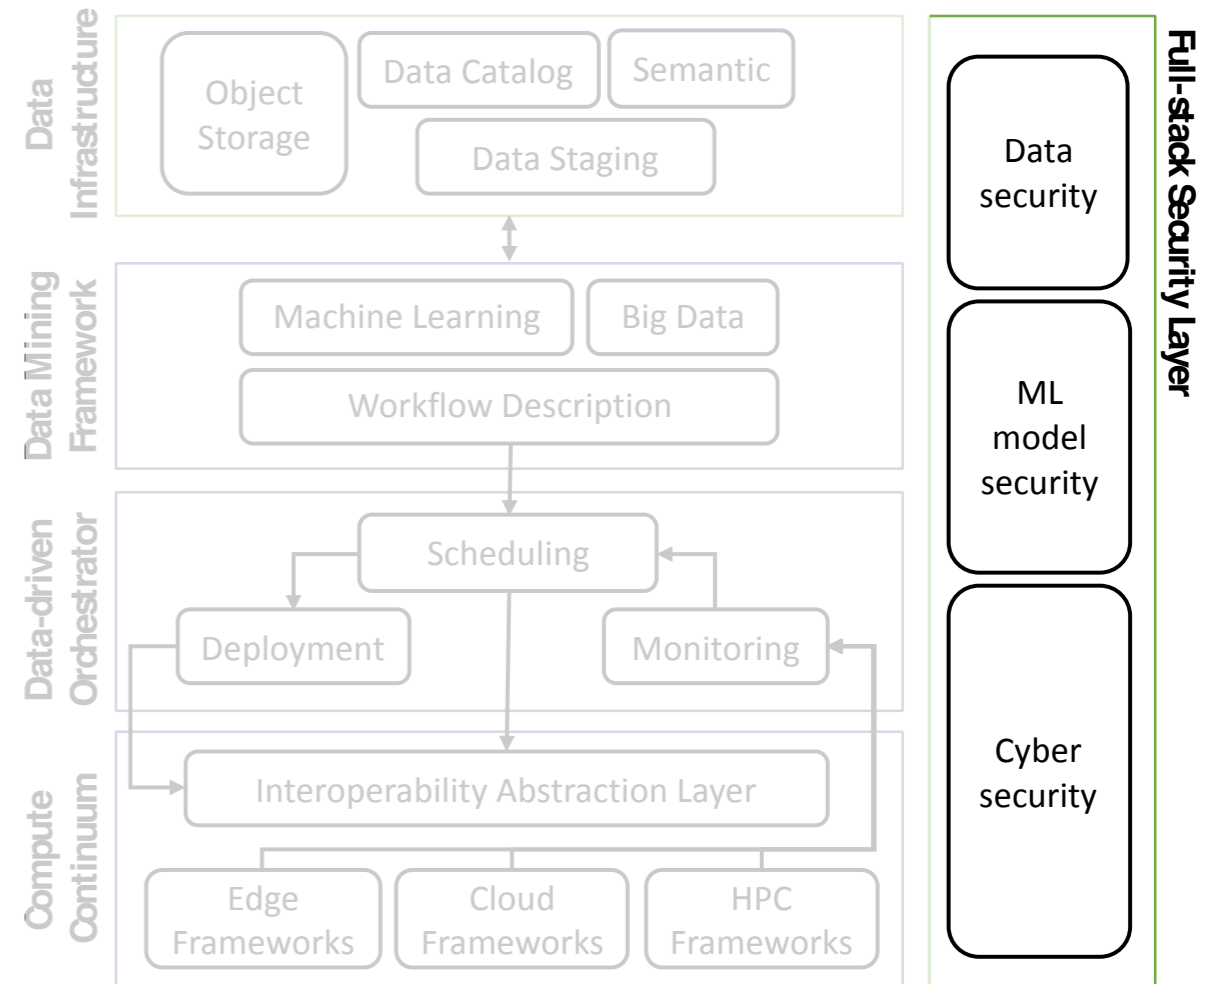 Data
Infrastructure
Object
Storage
Data Catalog
Semantic
Data Staging
Data Mining
Framework
Machine Learning
Big Data
Workflow Description
Data-driven
Orchestrator
Scheduling
Deployment
Monitoring
Compute
Continuum
Interoperability Abstraction Layer
Edge
Frameworks
Cloud
Frameworks
HPC
Frameworks
Full-stack Security Layer
Data
security
ML
model
security
Cyber
security